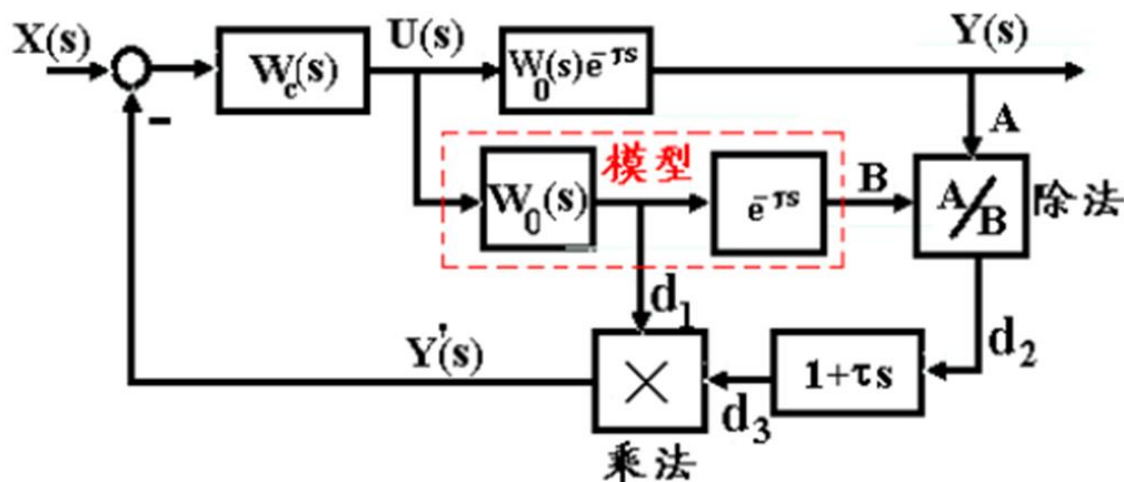 X(s)
-
W_c(s)
U(s)
W_0(s)e^{-τs}
Y(s)
A
模型
W_0(s)
e^{-τs}
B
A/B
除法
d_1
d_2
Y'(s)
×
d_3
1+τs
乘法